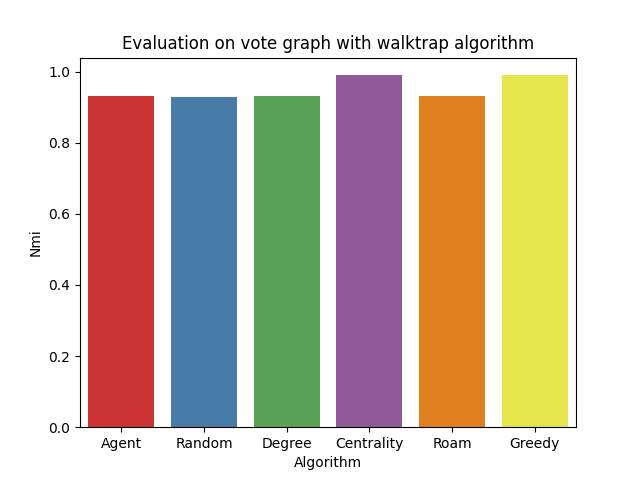 Evaluation on vote graph with walktrap algorithm
1.0
0.8
0.6
0.4
0.2
0.0
Nmi
Agent Random Degree Centrality Roam Greedy
Algorithm